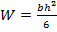 W = bh²/6